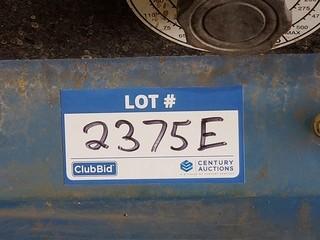 LOT #
2375E
ClubBid
CENTURY
AUCTIONS